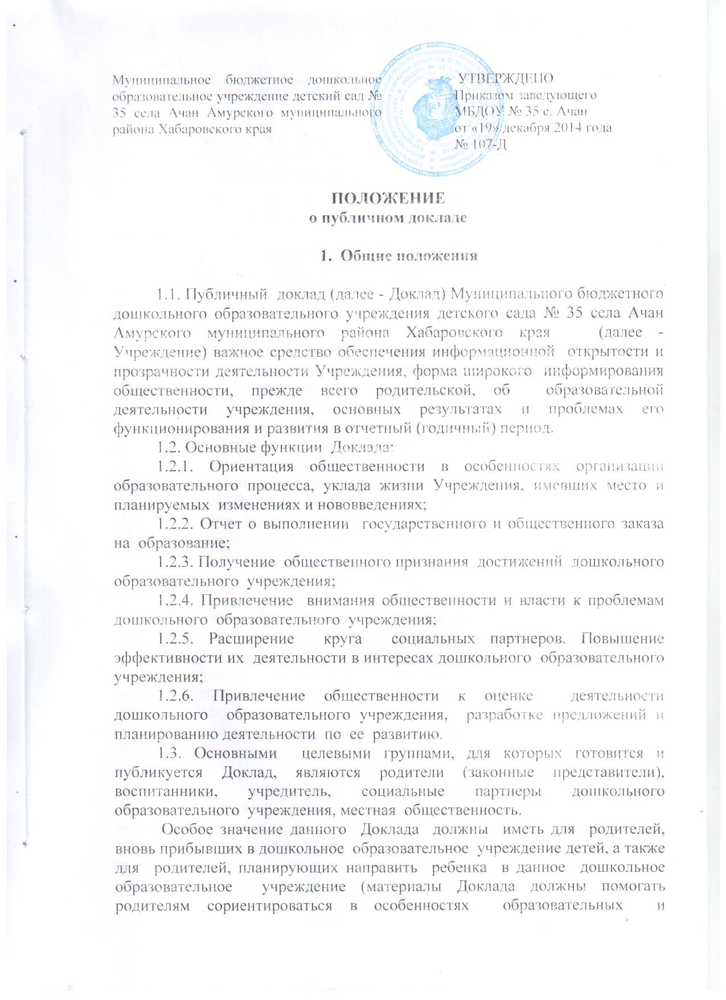 Муниципальное бюджетное дошкольное
образовательное учреждение детский сад №
35 села Ачан Амурского муниципального
района Хабаровского края
УТВЕРЖДЕНО
Приказом заведующего
МБДОУ № 35 с. Ачан
от «19» декабря 2014 года
№ 107-Д
ПОЛОЖЕНИЕ
о публичном докладе
1. Общие положения
1.1. Публичный доклад (далее - Доклад) Муниципального бюджетного
дошкольного образовательного учреждения детского сада № 35 села Ачан
Амурского муниципального района Хабаровского края (далее -
Учреждение) важное средство обеспечения информационной открытости и
прозрачности деятельности Учреждения, форма широкого информирования
общественности, прежде всего родительской, об образовательной
деятельности учреждения, основных результатах и проблемах его
функционирования и развития в отчетный (годичный) период.
1.2. Основные функции Доклада:
1.2.1. Ориентация общественности в особенностях организации
образовательного процесса, уклада жизни Учреждения, имевших место и
планируемых изменениях и нововведениях;
1.2.2. Отчет о выполнении государственного и общественного заказа
на образование;
1.2.3. Получение общественного признания достижений дошкольного
образовательного учреждения;
1.2.4. Привлечение внимания общественности и власти к проблемам
дошкольного образовательного учреждения;
1.2.5. Расширение круга социальных партнеров. Повышение
эффективности их деятельности в интересах дошкольного образовательного
учреждения;
1.2.6. Привлечение общественности к оценке деятельности
дошкольного образовательного учреждения, разработке предложений и
планированию деятельности по ее развитию.
1.3. Основными целевыми группами, для которых готовится и
публикуется Доклад, являются родители (законные представители),
воспитанники, учредитель, социальные партнеры дошкольного
образовательного учреждения, местная общественность.
Особое значение данного Доклада должны иметь для родителей,
вновь прибывших в дошкольное образовательное учреждение детей, а также
для родителей, планирующих направить ребенка в данное дошкольное
образовательное учреждение (материалы Доклада должны помогать
родителям сориентироваться в особенностях образовательных и